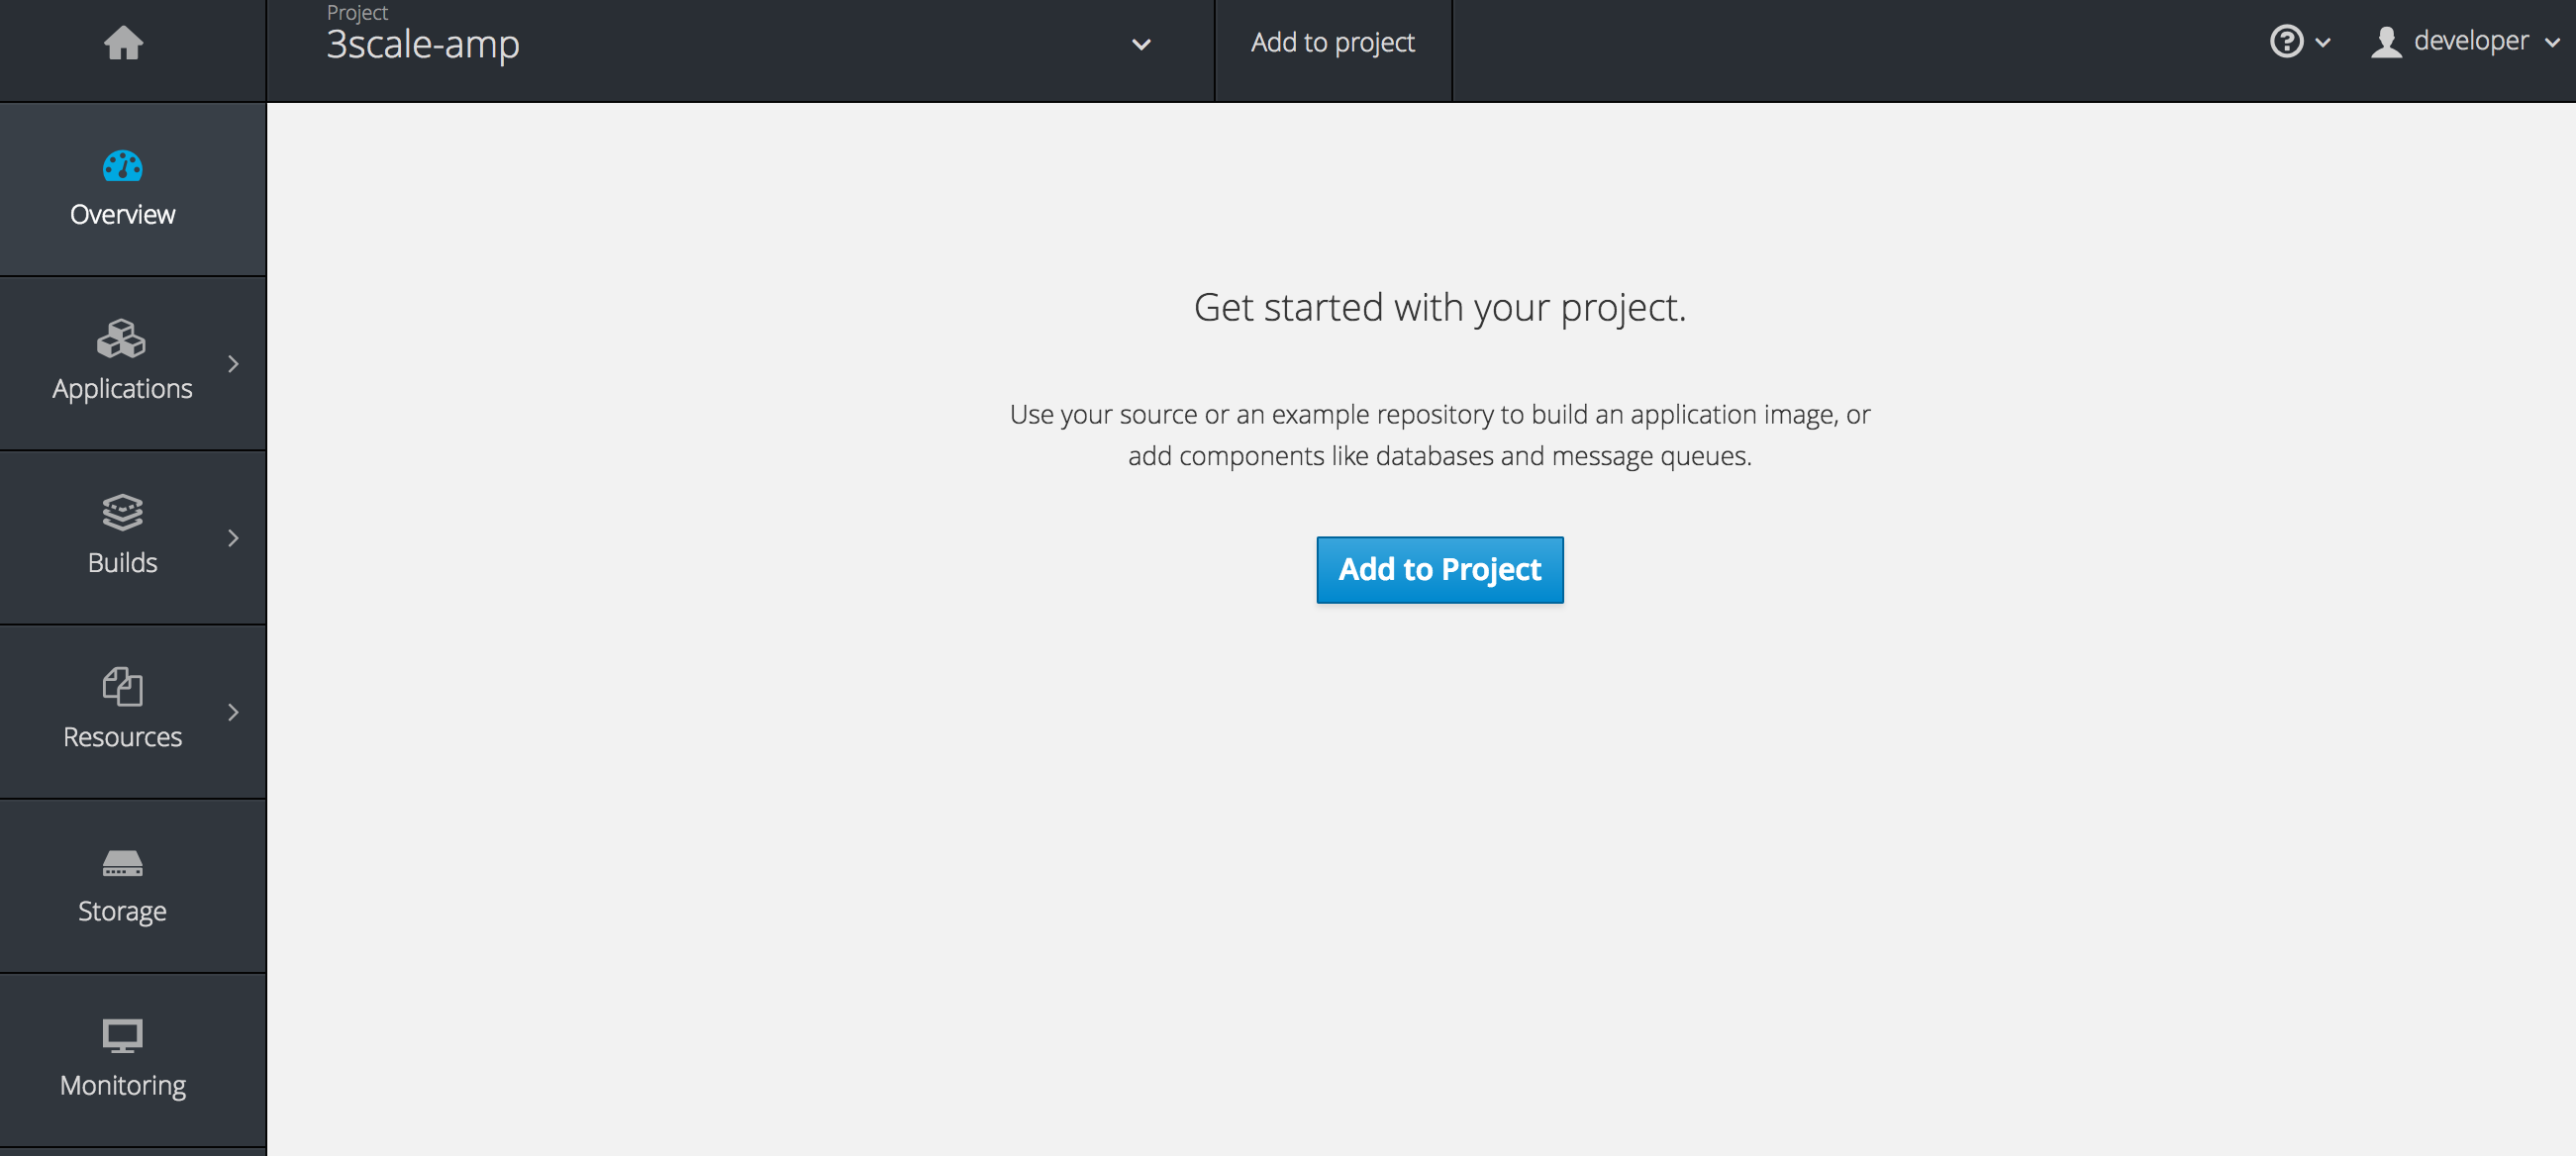 Project
3scale-amp
Add to project
developer
Overview
Applications
Builds
Resources
Storage
Monitoring
Get started with your project.
Use your source or an example repository to build an application image, or
add components like databases and message queues.
Add to Project